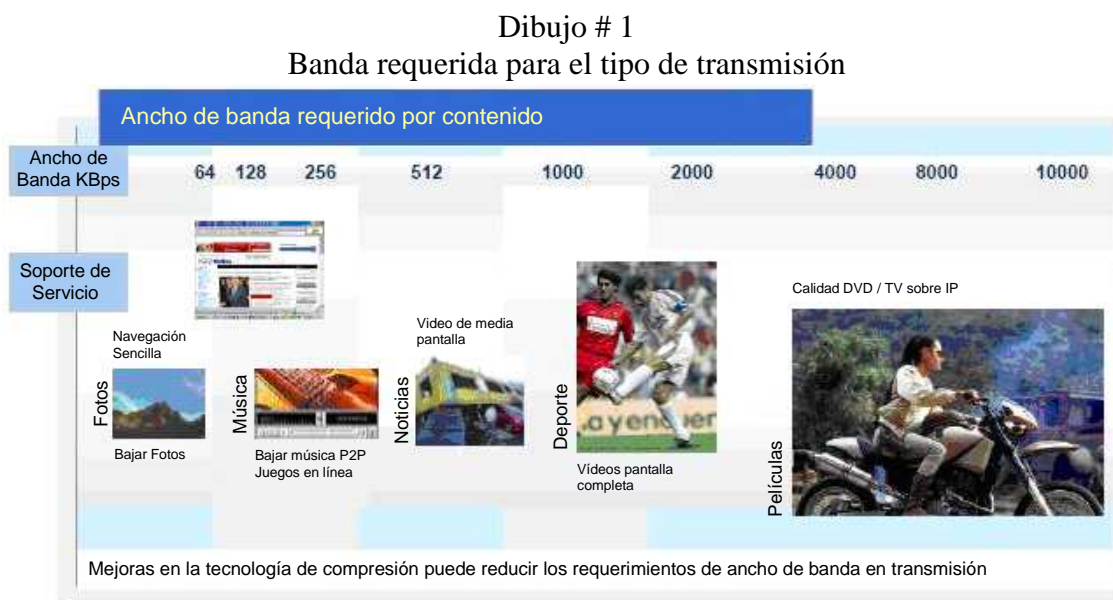 Dibujo # 1
Banda requerida para el tipo de transmisión
Ancho de banda requerido por contenido
Ancho de
Banda KBps
64 128 256 512 1000 2000 4000 8000 10000
Soporte de
Servicio
Navegación
Sencilla
Fotos
Bajar Fotos
Música
Bajar música P2P
Juegos en línea
Video de media
pantalla
Noticias
Deporte
.a y en
Vídeos pantalla
completa
Calidad DVD / TV sobre IP
Películas
Mejoras en la tecnología de compresión puede reducir los requerimientos de ancho de banda en transmisión